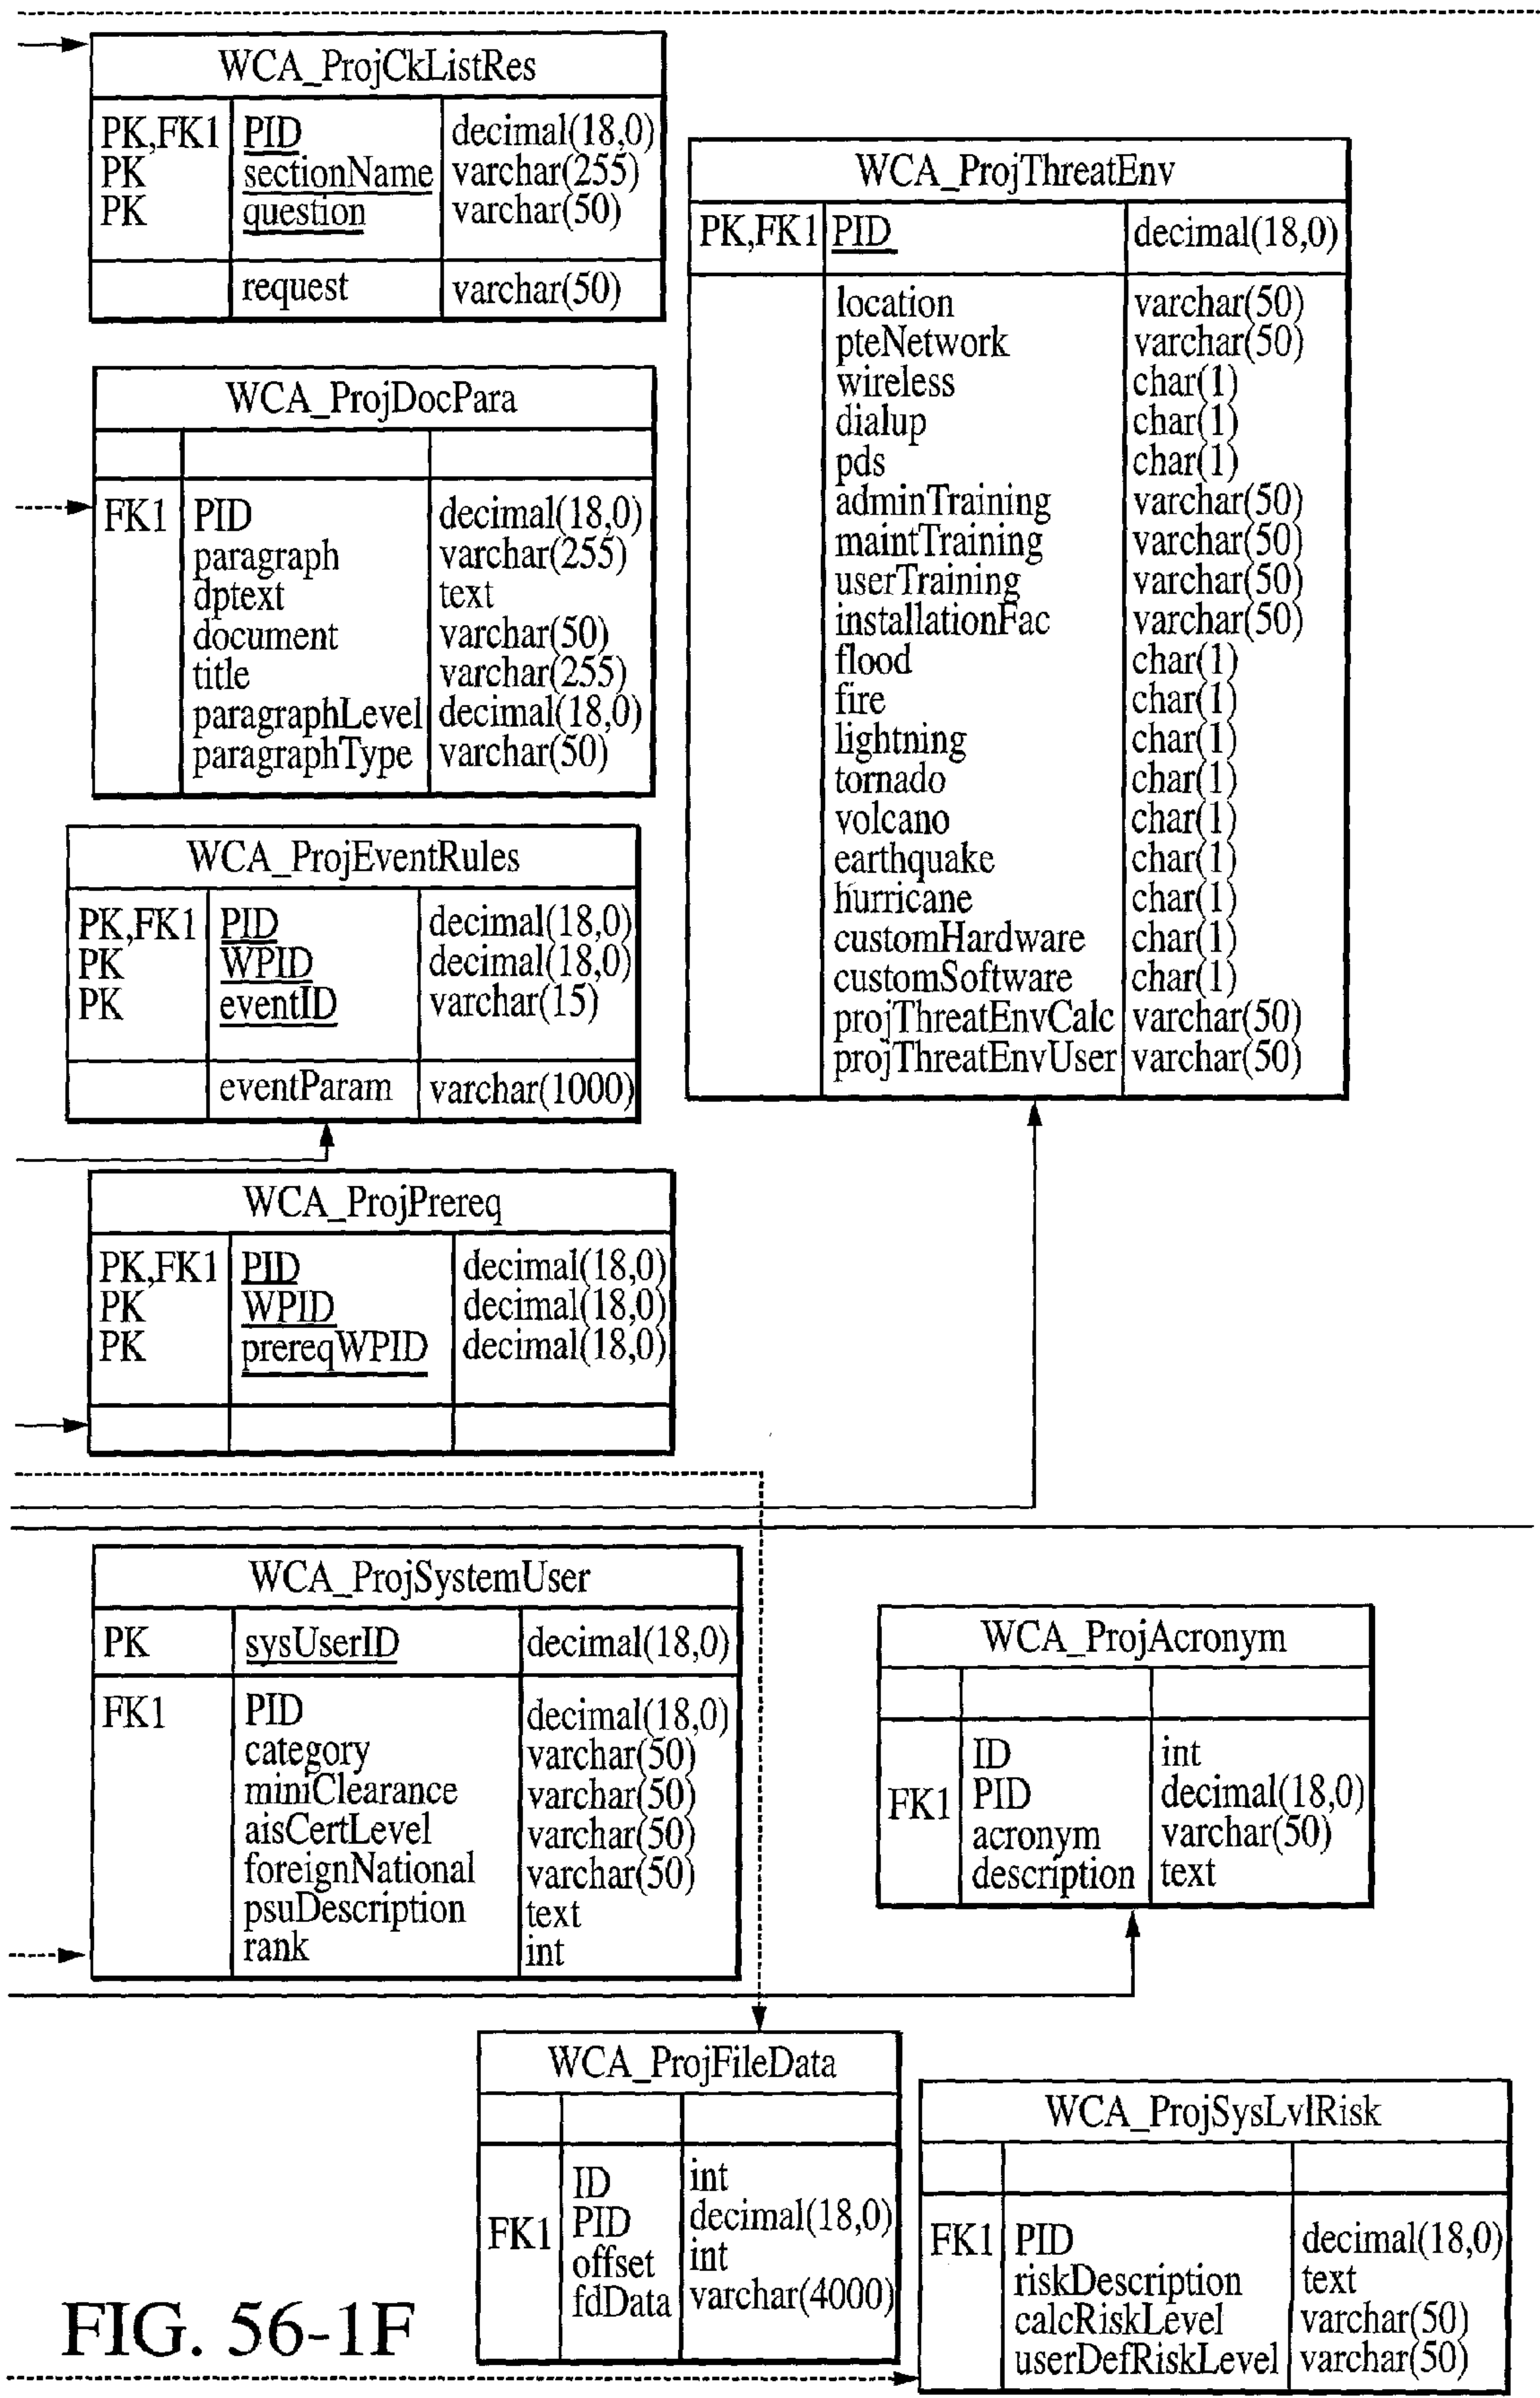 WCA_ProjCkListRes
PK,FK1 PID decimal(18,0)
PK sectionName varchar(255)
PK question varchar(50)
request varchar(50)
WCA_ProjThreatEnv
PK,FK1 PID decimal(18,0)
location varchar(50)
pteNetwork varchar(50)
wireless char(1)
dialup char(1)
pds char(1)
adminTraining varchar(50)
maintTraining varchar(50)
userTraining varchar(50)
installationFac varchar(50)
flood char(1)
fire char(1)
lightning char(1)
tornado char(1)
volcano char(1)
earthquake char(1)
hurricane char(1)
customHardware char(1)
customSoftware char(1)
projThreatEnvCalc varchar(50)
projThreatEnvUser varchar(50)
WCA_ProjDocPara
FK1 PID decimal(18,0)
paragraph varchar(255)
dptext text
document varchar(50)
title varchar(255)
paragraphLevel decimal(18,0)
paragraphType varchar(50)
WCA_ProjEventRules
PK,FK1 PID decimal(18,0)
PK WPID decimal(18,0)
PK eventID varchar(15)
eventParam varchar(1000)
WCA_ProjPrereq
PK,FK1 PID decimal(18,0)
PK WPID decimal(18,0)
PK prereqWPID decimal(18,0)
WCA_ProjSystemUser
PK sysUserID decimal(18,0)
FK1 PID decimal(18,0)
category varchar(50)
miniClearance varchar(50)
aisCertLevel varchar(50)
foreignNational varchar(50)
psuDescription text
rank int
WCA_ProjAcronym
ID int
FK1 PID decimal(18,0)
acronym varchar(50)
description text
WCA_ProjFileData
ID int
FK1 PID decimal(18,0)
offset int
fdData varchar(4000)
WCA_ProjSysLvlRisk
FK1 PID decimal(18,0)
riskDescription text
calcRiskLevel varchar(50)
userDefRiskLevel varchar(50)
FIG. 56-1F